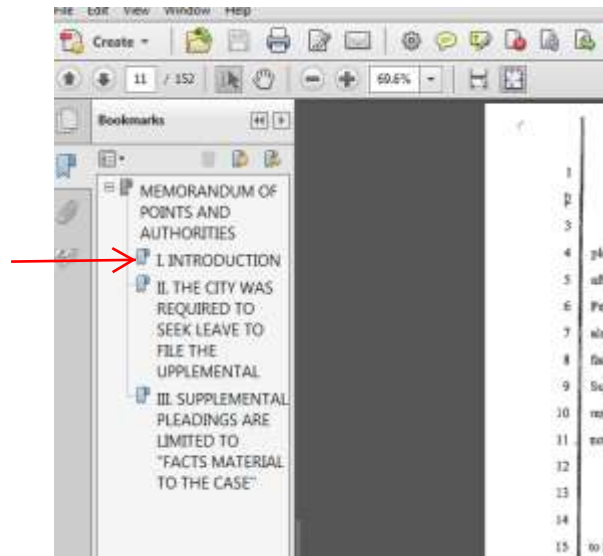 File Edit View Window Help
Create
11 / 152 69.6%
Bookmarks
MEMORANDUM OF
POINTS AND
AUTHORITIES
I. INTRODUCTION
II. THE CITY WAS
REQUIRED TO
SEEK LEAVE TO
FILE THE
UPPLEMENTAL
III. SUPPLEMENTAL
PLEADINGS ARE
LIMITED TO
"FACTS MATERIAL
TO THE CASE"
1
2
3
4
5
6
7
8
9
10
11
12
13
14
15 to